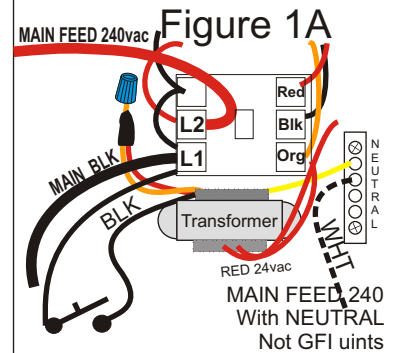 Figure 1A
MAIN FEED 240vac
Red
L2
Blk
L1
Org
NEUTRAL
MAIN BLK
BLK
Transformer
WHT
RED 24vac
MAIN FEED 240
With NEUTRAL
Not GFI uints